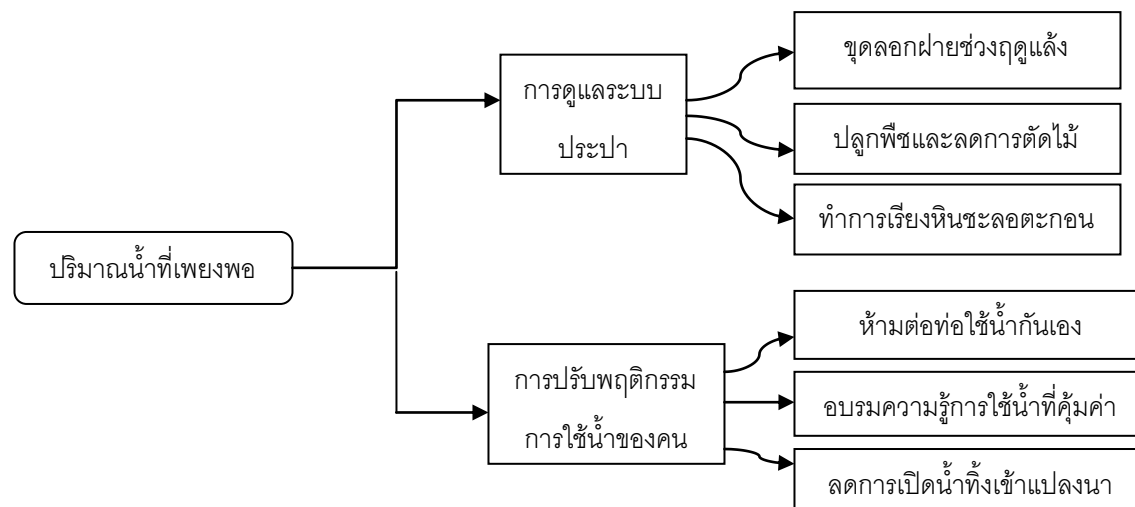 ขุดลอกฝายช่วงฤดูแล้ง
การดูแลระบบ
ประปา
ปลูกพืชและลดการตัดไม้
ทำการเรียงหินชะลอตะกอน
ปริมาณน้ำที่เพยงพอ
ห้ามต่อท่อใช้น้ำกันเอง
การปรับพฤติกรรม
การใช้น้ำของคน
อบรมความรู้การใช้น้ำที่คุ้มค่า
ลดการเปิดน้ำทิ้งเข้าแปลงนา